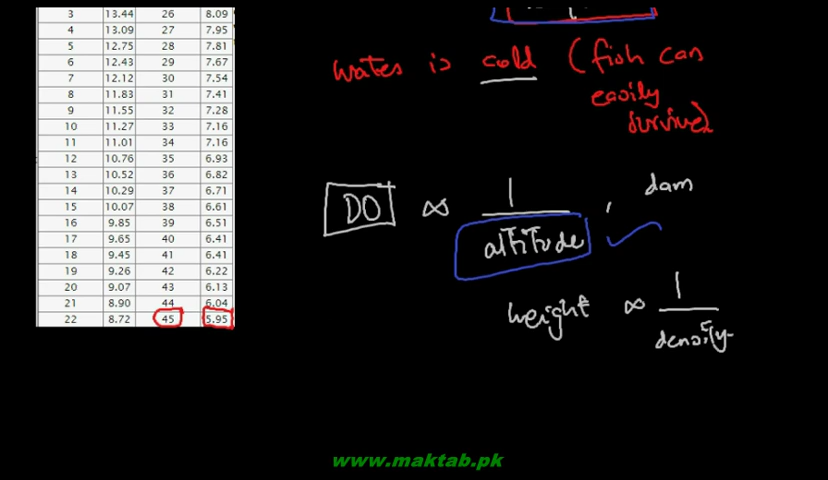 3 13.44 26 8.09
4 13.09 27 7.95
5 12.75 28 7.81
6 12.43 29 7.67
7 12.12 30 7.54
8 11.83 31 7.41
9 11.55 32 7.28
10 11.27 33 7.16
11 11.01 34 7.16
12 10.76 35 6.93
13 10.52 36 6.82
14 10.29 37 6.71
15 10.07 38 6.61
16 9.85 39 6.51
17 9.65 40 6.41
18 9.45 41 6.41
19 9.26 42 6.22
20 9.07 43 6.13
21 8.90 44 6.04
22 8.72 45 5.95
water is cold (fish can
easily
survive)
DO ∝ 1 , dam
altitude
height ∝ 1
density
www.maktab.pk